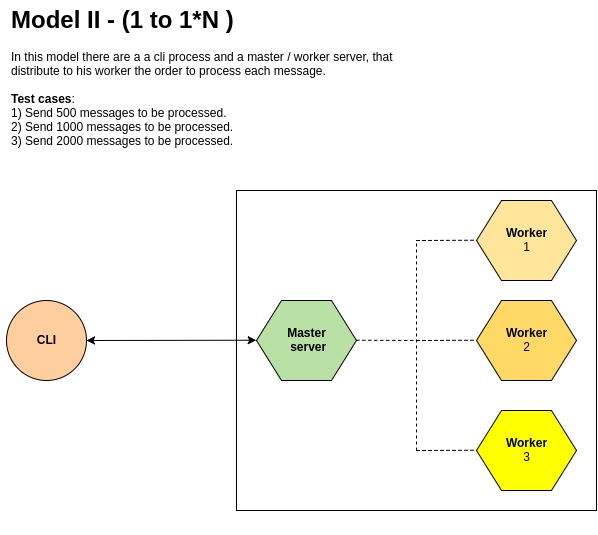 Model II - (1 to 1*N )
In this model there are a a cli process and a master / worker server, that
distribute to his worker the order to process each message.
Test cases:
1) Send 500 messages to be processed.
2) Send 1000 messages to be processed.
3) Send 2000 messages to be processed.
Worker
1
CLI
Master
server
Worker
2
Worker
3